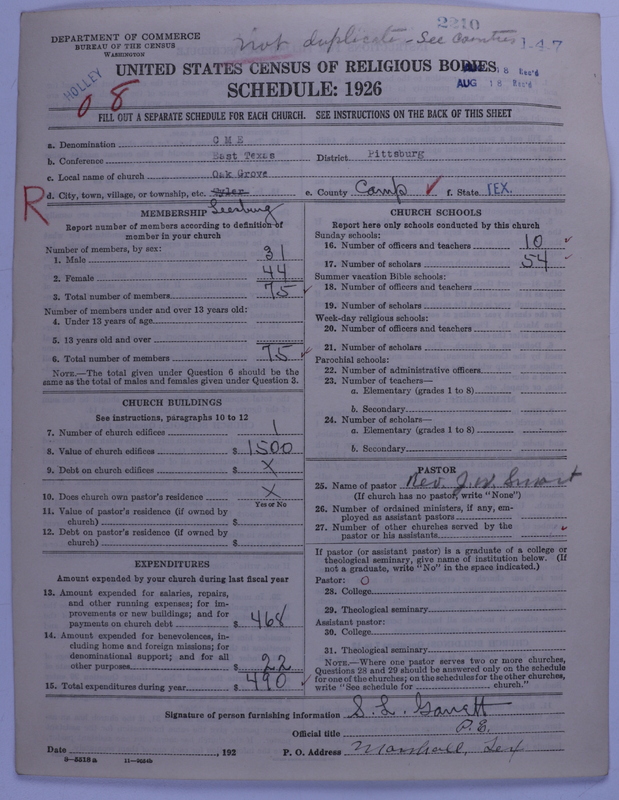 2210
DEPARTMENT OF COMMERCE
BUREAU OF THE CENSUS
WASHINGTON
not duplicate - See Counties 1-4-7
HOLLEY
08
UNITED STATES CENSUS OF RELIGIOUS BODIES
AUG 18 Rec'd
AUG 18 Rec'd
SCHEDULE: 1926
FILL OUT A SEPARATE SCHEDULE FOR EACH CHURCH. SEE INSTRUCTIONS ON THE BACK OF THIS SHEET
a. Denomination C M E
b. Conference East Texas District Pittsburg
c. Local name of church Oak Grove
R d. City, town, village, or township, etc. Tyler e. County Camp ✓ f. State TEX.
Leesburg
MEMBERSHIP
Report number of members according to definition of
member in your church
Number of members, by sex:
1. Male 31
2. Female 44
3. Total number of members 75 ✓
Number of members under and over 13 years old:
4. Under 13 years of age
5. 13 years old and over
6. Total number of members 75 ✓
NOTE.—The total given under Question 6 should be the
same as the total of males and females given under Question 3.
CHURCH BUILDINGS
See instructions, paragraphs 10 to 12
7. Number of church edifices 1
8. Value of church edifices $ 1500
9. Debt on church edifices $ X
10. Does church own pastor's residence X
Yes or No
11. Value of pastor's residence (if owned by
church) $
12. Debt on pastor's residence (if owned by
church) $
EXPENDITURES
Amount expended by your church during last fiscal year
13. Amount expended for salaries, repairs,
and other running expenses; for im-
provements or new buildings; and for
payments on church debt $ 468
14. Amount expended for benevolences, in-
cluding home and foreign missions; for
denominational support; and for all
other purposes $ 22
15. Total expenditures during year $ 490 ✓
CHURCH SCHOOLS
Report here only schools conducted by this church
Sunday schools:
16. Number of officers and teachers 10 ✓
17. Number of scholars 54 ✓
Summer vacation Bible schools:
18. Number of officers and teachers
19. Number of scholars
Week-day religious schools:
20. Number of officers and teachers
21. Number of scholars
Parochial schools:
22. Number of administrative officers
23. Number of teachers—
a. Elementary (grades 1 to 8)
b. Secondary
24. Number of scholars—
a. Elementary (grades 1 to 8)
b. Secondary
PASTOR
25. Name of pastor Rev. J. W. Smart
(If church has no pastor, write "None")
26. Number of ordained ministers, if any, em-
ployed as assistant pastors
27. Number of other churches served by the
pastor or his assistants ✓
If pastor (or assistant pastor) is a graduate of a college or
theological seminary, give name of institution below. (If
not a graduate, write "No" in the space indicated.)
Pastor: 0
28. College
29. Theological seminary
Assistant pastor:
30. College
31. Theological seminary
NOTE.—Where one pastor serves two or more churches,
Questions 28 and 29 should be answered only on the schedule
for one of the churches; on the schedules for the other churches,
write "See schedule for church."
Signature of person furnishing information S. L. Garrett
Official title P.E.
Date , 192 P. O. Address Marshall, Tex
8—5518 a